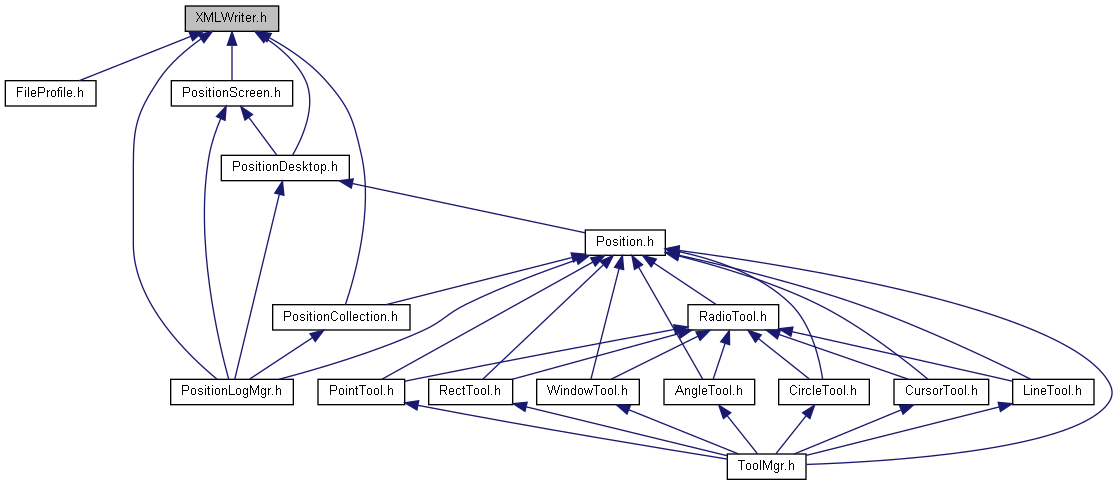 XMLWriter.h
FileProfile.h
PositionScreen.h
PositionDesktop.h
Position.h
PositionCollection.h
RadioTool.h
PositionLogMgr.h
PointTool.h
RectTool.h
WindowTool.h
AngleTool.h
CircleTool.h
CursorTool.h
LineTool.h
ToolMgr.h